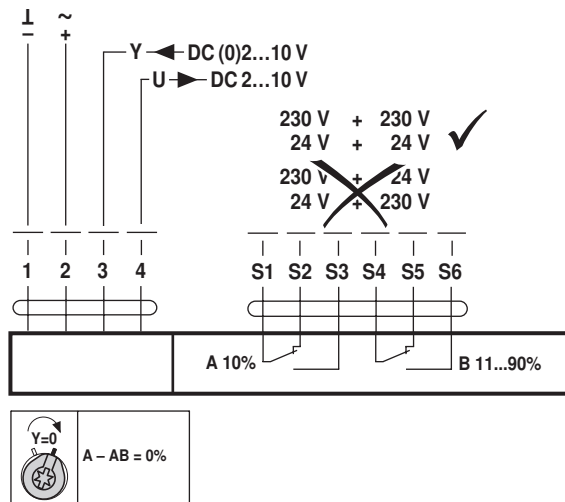 ⊥ ~
– +
Y DC (0)2...10 V
U DC 2...10 V
230 V + 230 V
24 V + 24 V
230 V + 24 V
24 V + 230 V
1 2 3 4 S1 S2 S3 S4 S5 S6
A 10% B 11...90%
Y=0
A – AB = 0%